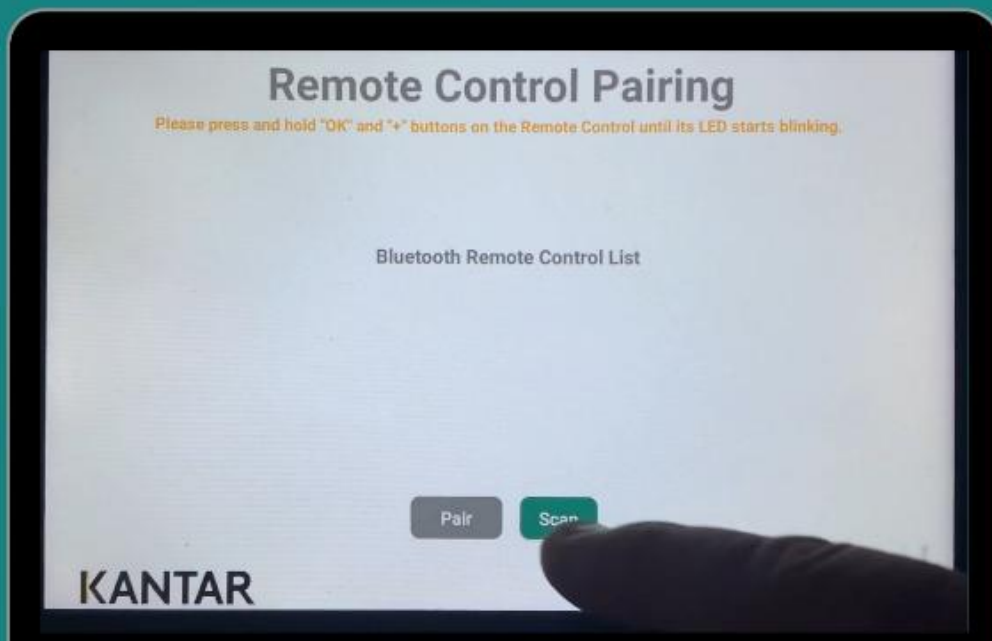 Remote Control Pairing
Please press and hold "OK" and "+" buttons on the Remote Control until its LED starts blinking.
Bluetooth Remote Control List
Pair
Scan
KANTAR